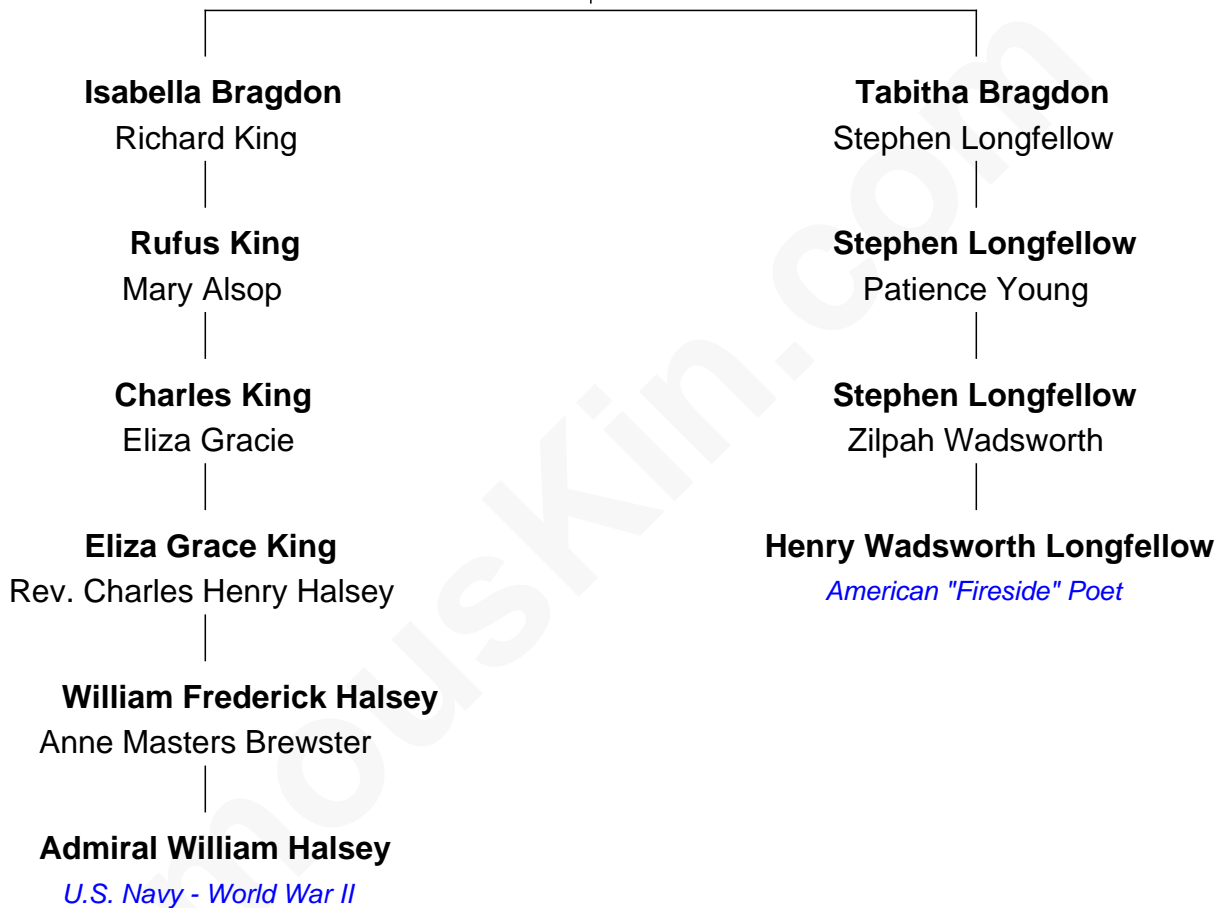 Isabella Bragdon
Richard King
Rufus King
Mary Alsop
Charles King
Eliza Gracie
Eliza Grace King
Rev. Charles Henry Halsey
William Frederick Halsey
Anne Masters Brewster
Admiral William Halsey
U.S. Navy - World War II
Tabitha Bragdon
Stephen Longfellow
Stephen Longfellow
Patience Young
Stephen Longfellow
Zilpah Wadsworth
Henry Wadsworth Longfellow
American "Fireside" Poet
mousKin.com